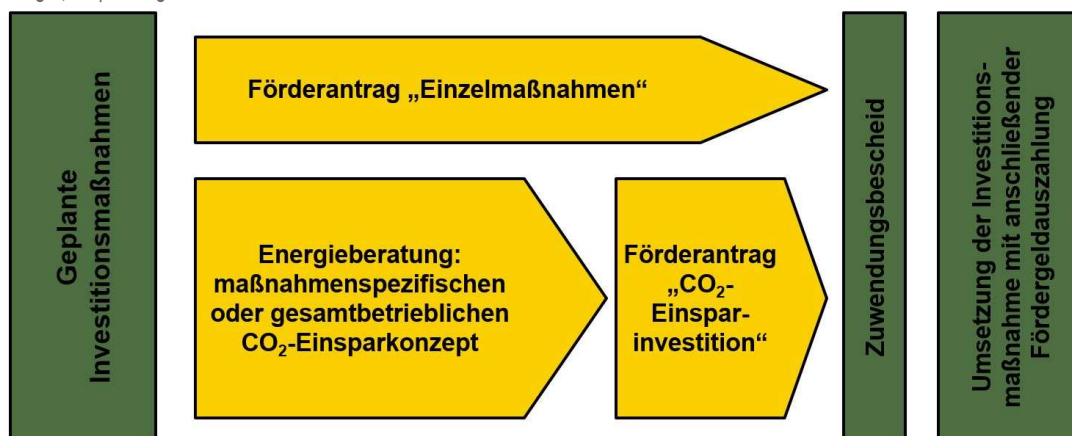 Geplante
Investitionsmaßnahmen
Förderantrag „Einzelmaßnahmen“
Energieberatung:
maßnahmenspezifischen
oder gesamtbetrieblichen
CO₂-Einsparkonzept
Förderantrag
„CO₂-
Einspar-
investition“
Zuwendungsbescheid
Umsetzung der Investitions-
maßnahme mit anschließender
Fördergeldauszahlung